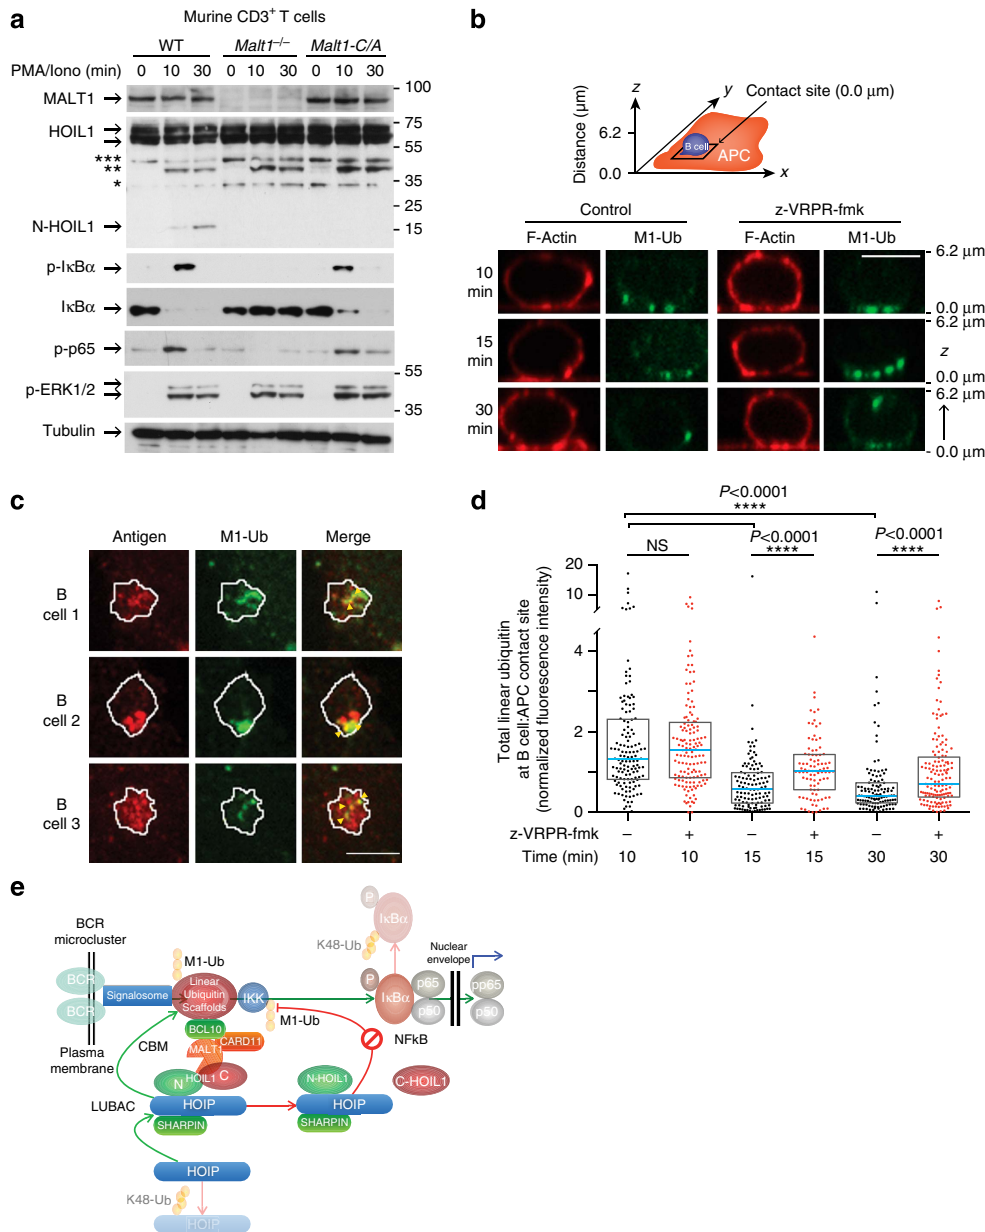 a
Murine CD3+ T cells
WT Malt1–/– Malt1-C/A
PMA/Iono (min) 0 10 30 0 10 30 0 10 30
MALT1
100
HOIL1
75
55
***
**
*
35
25
N-HOIL1
15
p-IκBα
IκBα
p-p65
p-ERK1/2
55
35
Tubulin
b
Distance (μm)
z
y
x
6.2
0.0
Contact site (0.0 μm)
B cell
APC
Control z-VRPR-fmk
F-Actin M1-Ub F-Actin M1-Ub
10 min
6.2 μm
0.0 μm
15 min
6.2 μm
z
0.0 μm
30 min
6.2 μm
0.0 μm
c
Antigen M1-Ub Merge
B cell 1
B cell 2
B cell 3
d
P<0.0001
****
NS
P<0.0001
****
P<0.0001
****
Total linear ubiquitin
at B cell:APC contact site
(normalized fluorescence intensity)
20
10
4
2
0
z-VRPR-fmk – + – + – +
Time (min) 10 10 15 15 30 30
e
BCR microcluster
BCR
BCR
Plasma membrane
Signalosome
M1-Ub
Linear Ubiquitin Scaffolds
IKK
M1-Ub
BCL10
CARD11
MALT1
CBM
N HOIL1 C
HOIP
SHARPIN
LUBAC
N-HOIL1
HOIP
SHARPIN
C-HOIL1
HOIP
K48-Ub
HOIP
P
IκBα
K48-Ub
P
IκBα
p65
p50
NFkB
Nuclear envelope
pp65
p50